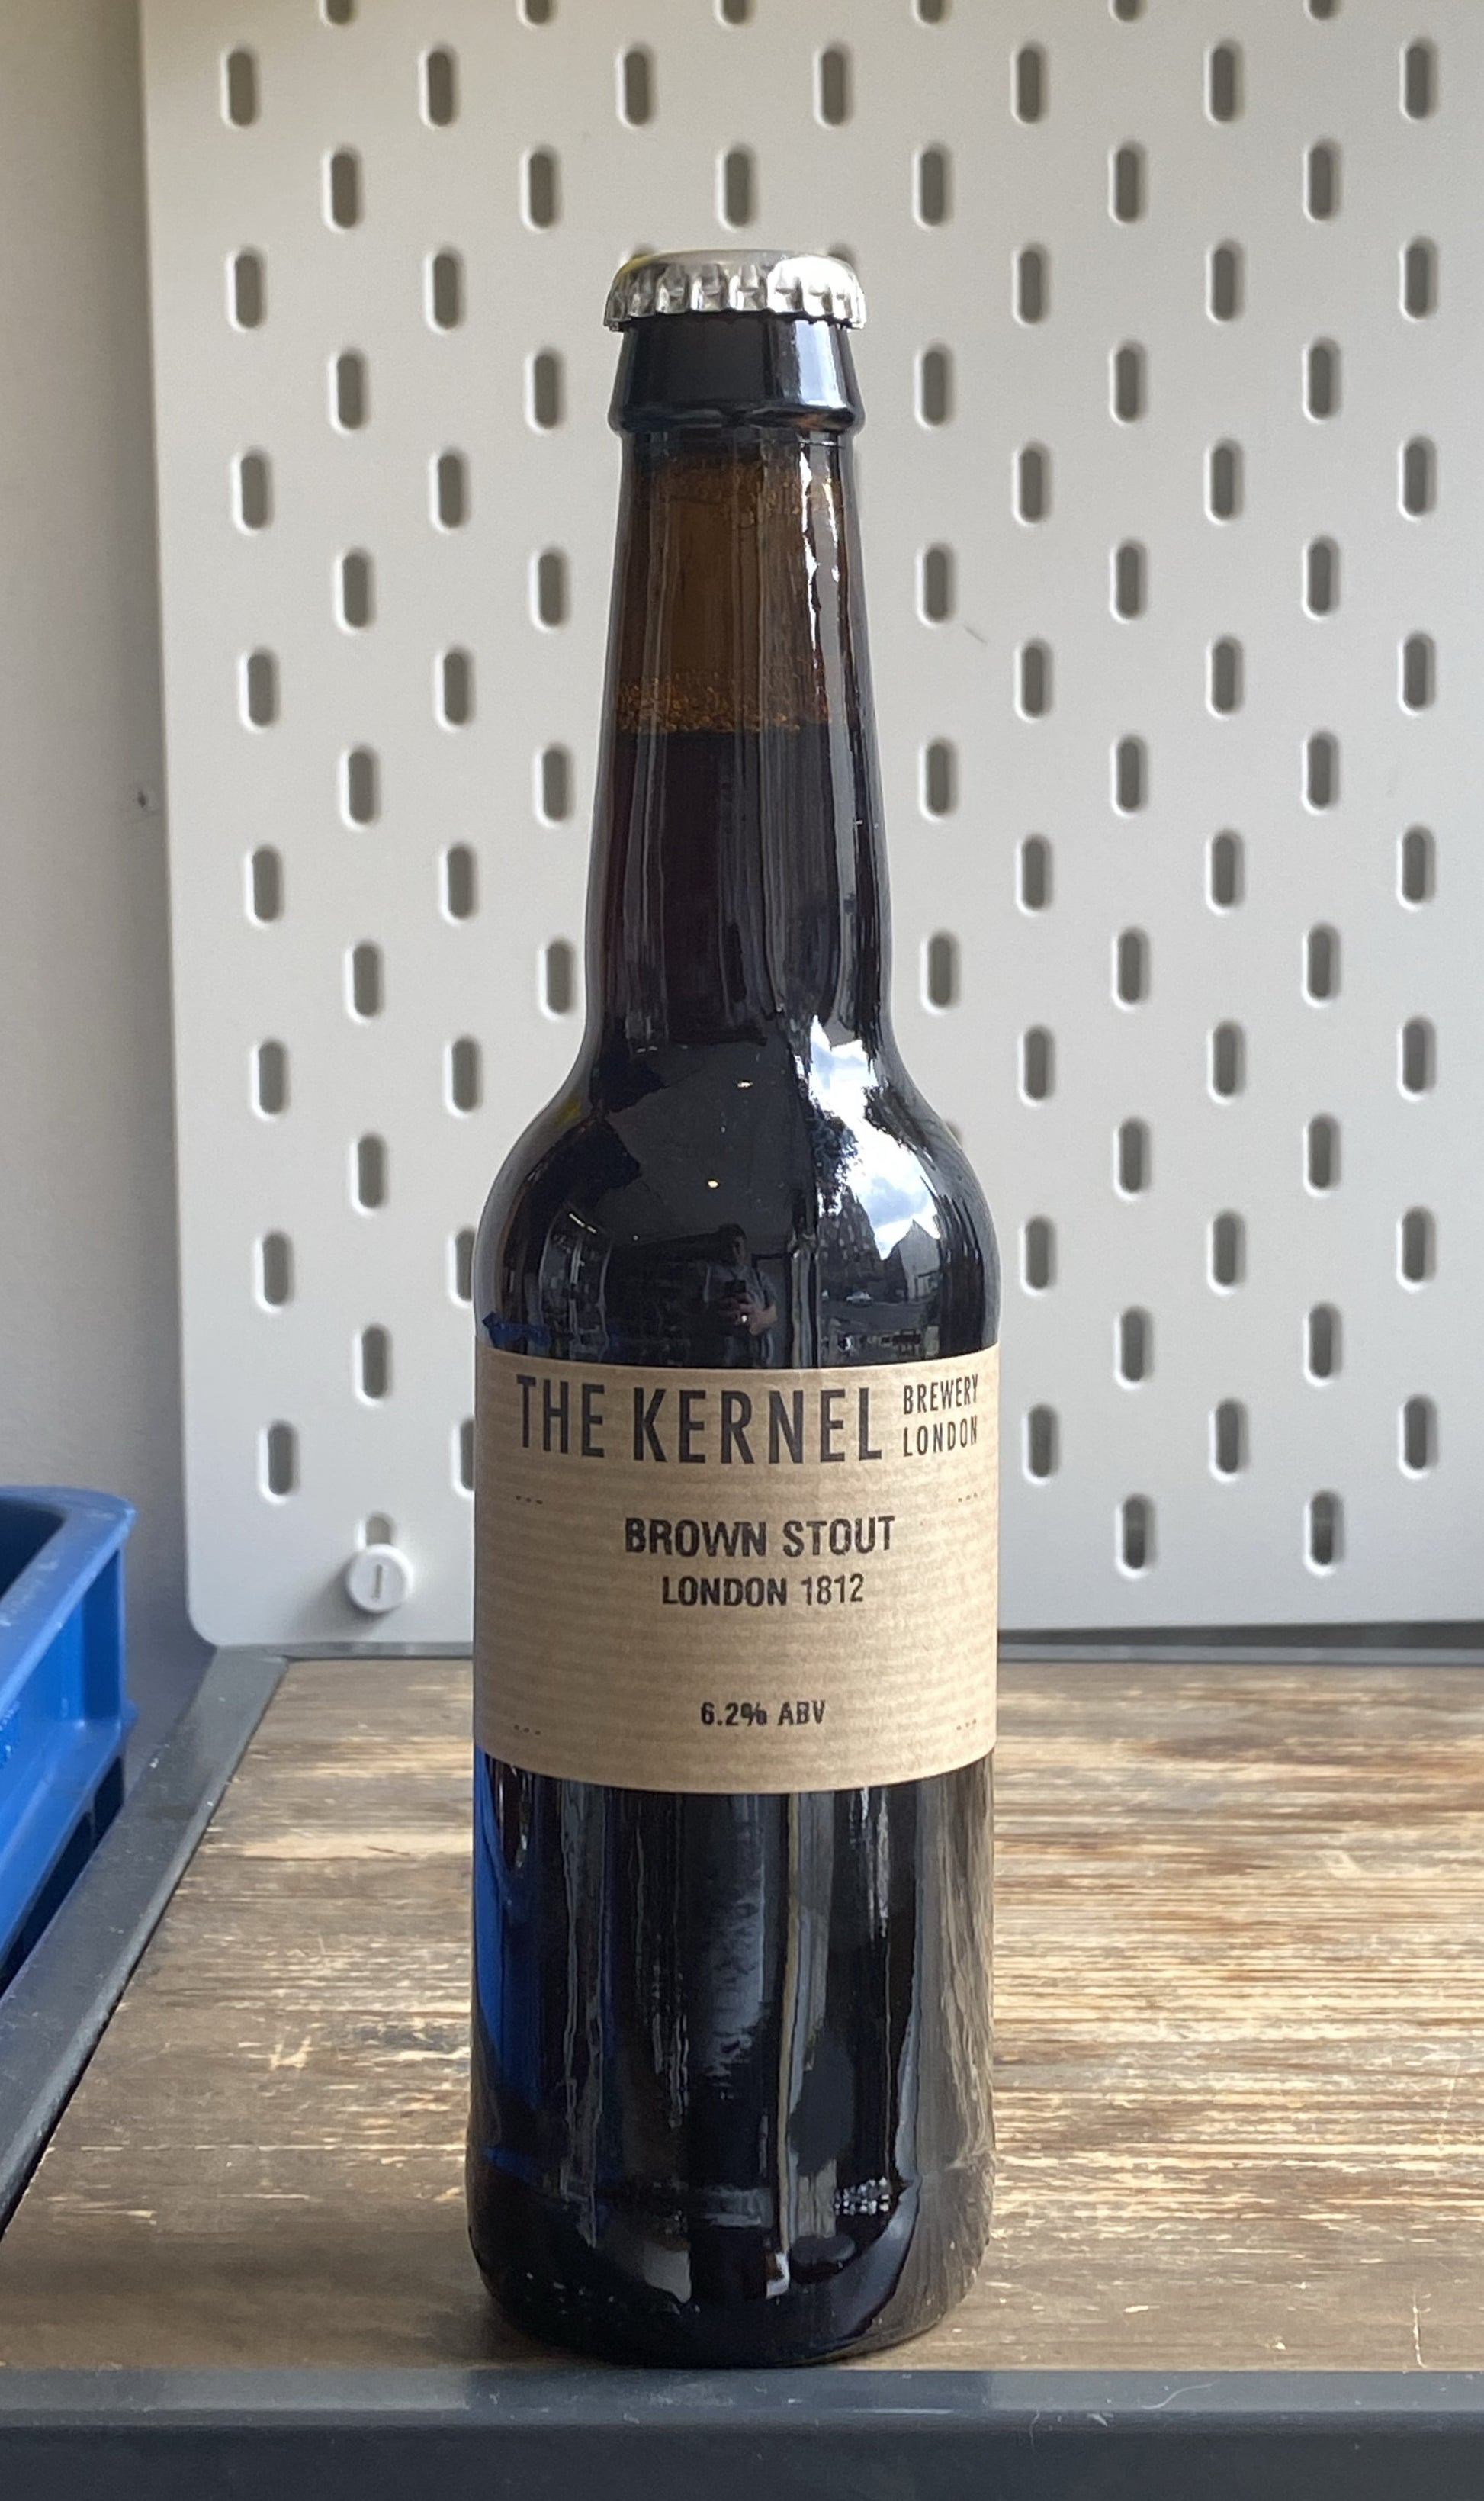 THE KERNEL BREWERY LONDON
BROWN STOUT
LONDON 1812
6.2% ABV